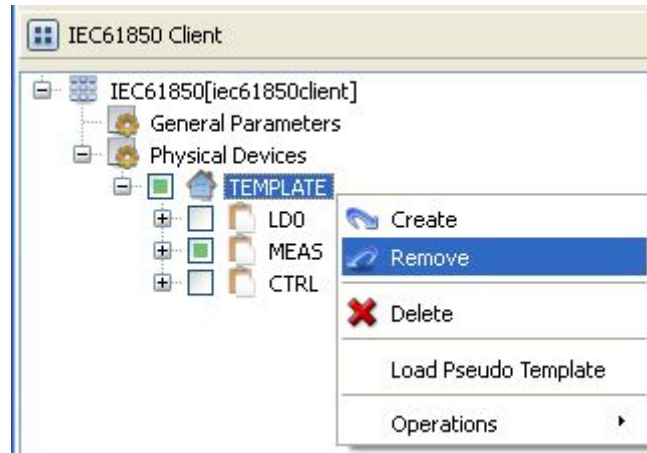 IEC61850 Client
IEC61850[iec61850client]
General Parameters
Physical Devices
TEMPLATE
LD0
MEAS
CTRL
Create
Remove
Delete
Load Pseudo Template
Operations